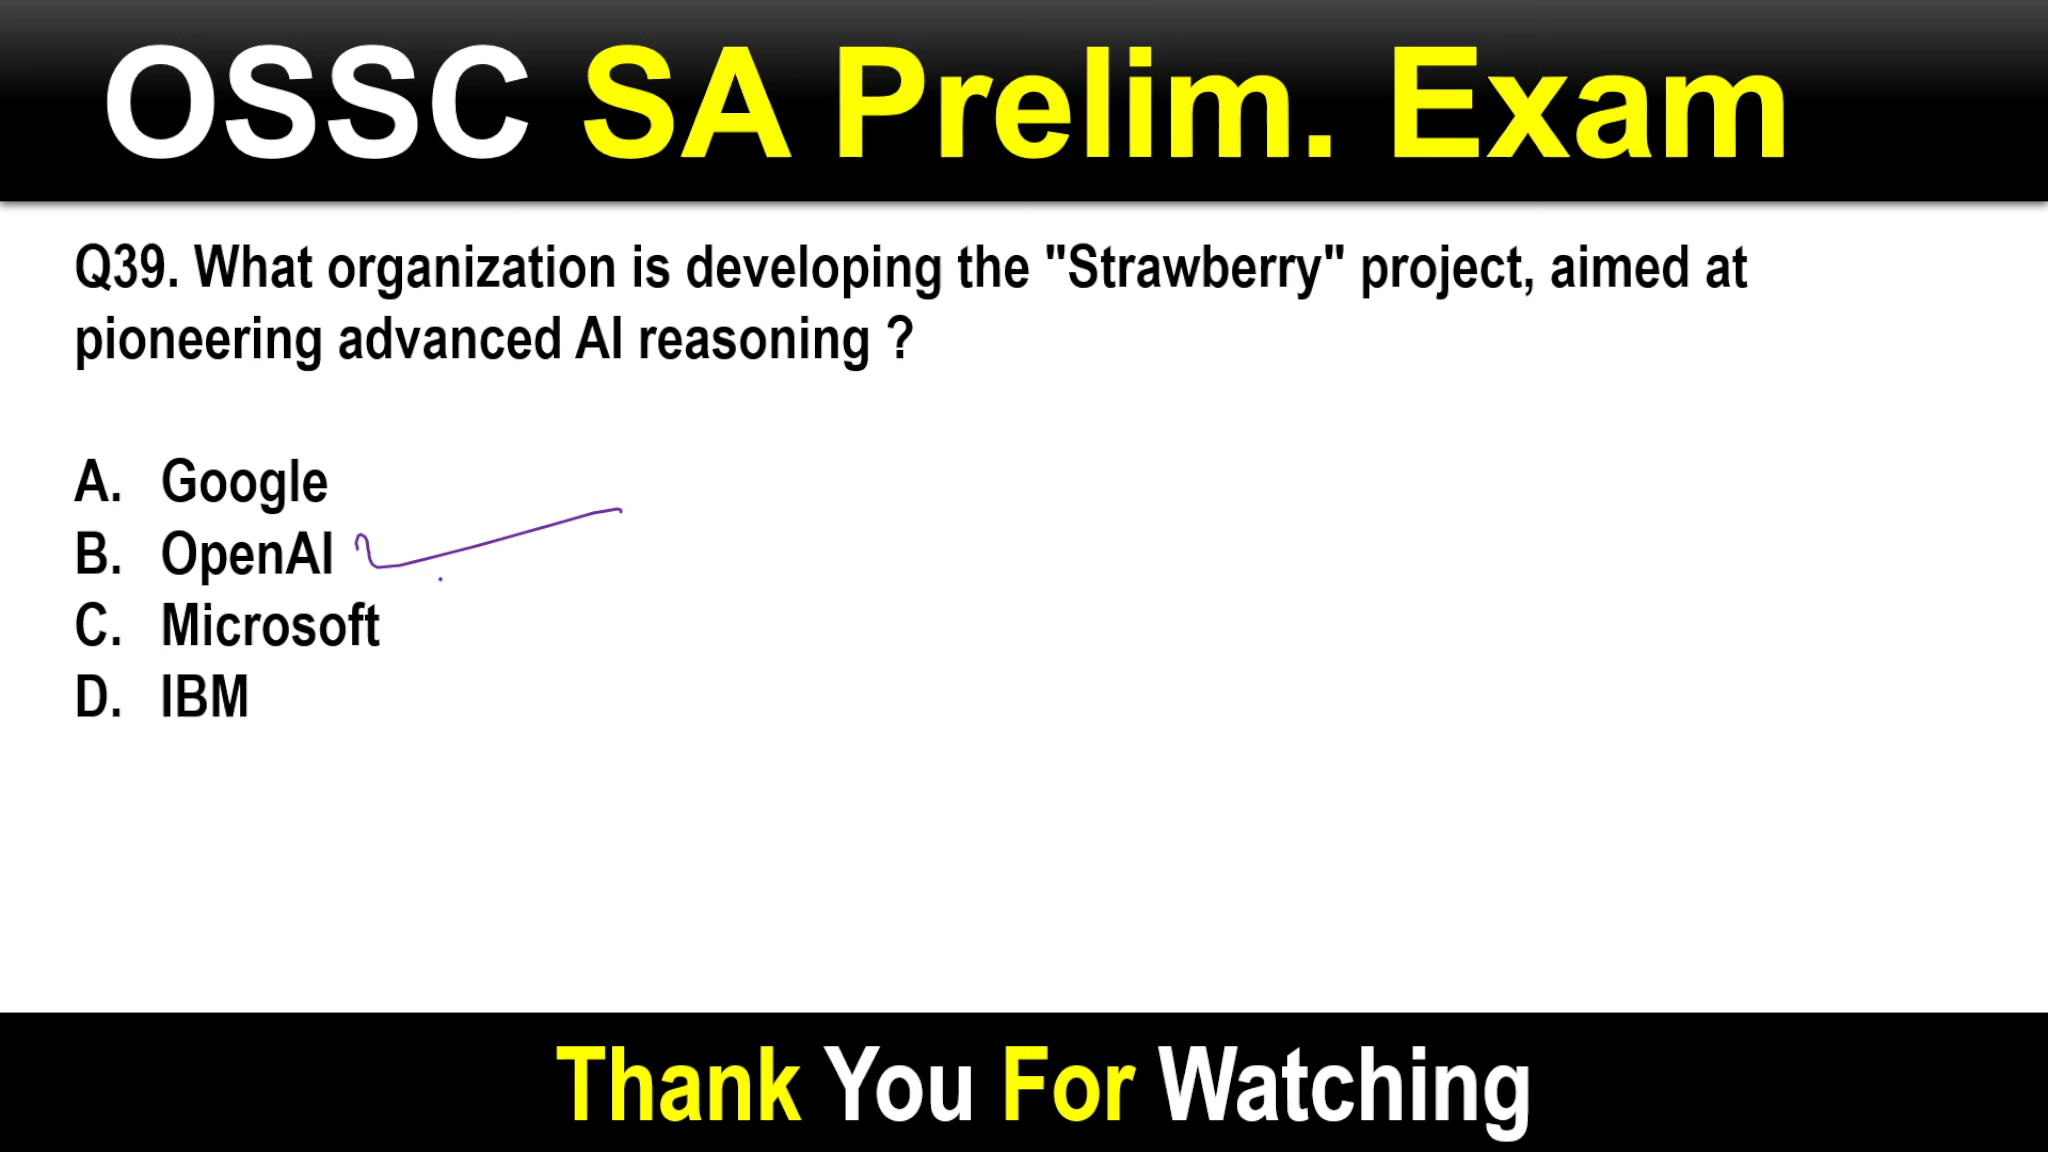 OSSC SA Prelim. Exam
Q39. What organization is developing the "Strawberry" project, aimed at
pioneering advanced AI reasoning ?
A. Google
B. OpenAI
C. Microsoft
D. IBM
Thank You For Watching